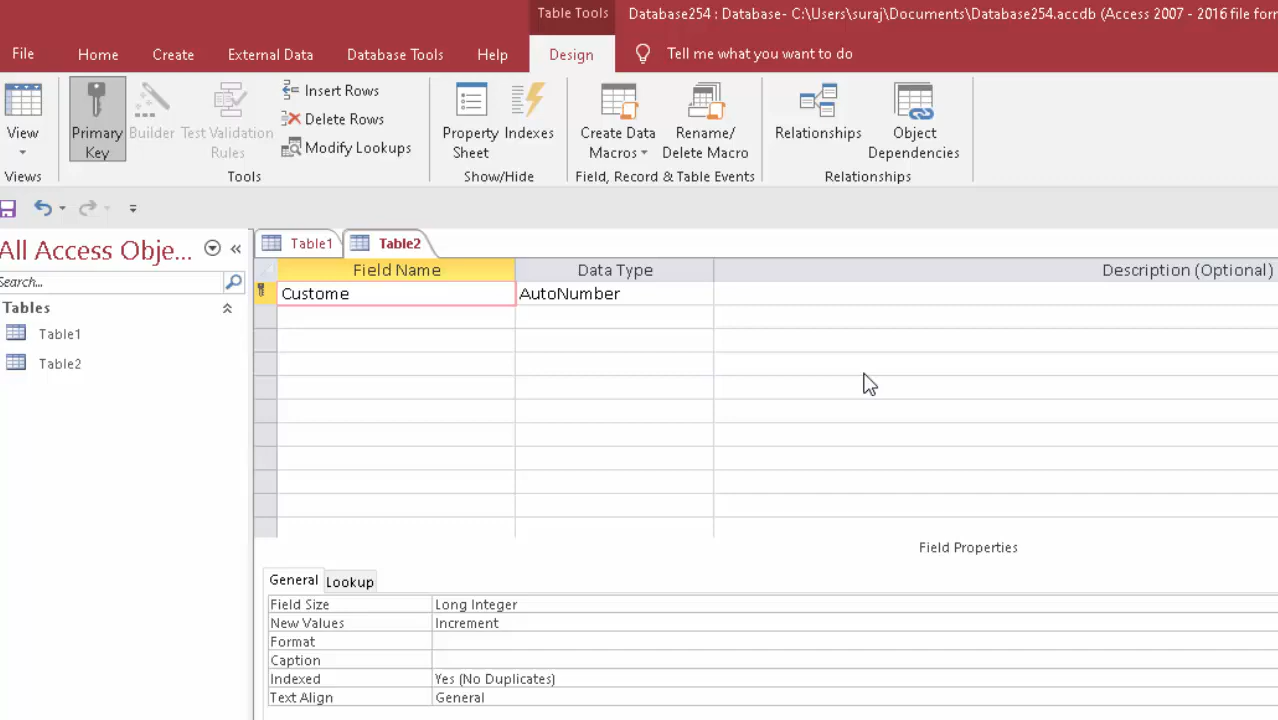 Table Tools
Database254 : Database- C:\Users\suraj\Documents\Database254.accdb (Access 2007 - 2016 file form
File Home Create External Data Database Tools Help Design Tell me what you want to do
View
Primary Key
Builder
Test Validation Rules
Insert Rows
Delete Rows
Modify Lookups
Property Sheet
Indexes
Create Data Macros
Rename/ Delete Macro
Relationships
Object Dependencies
Views Tools Show/Hide Field, Record & Table Events Relationships
All Access Obje...
Search...
Tables
Table1
Table2
Table1 Table2
Field Name Data Type Description (Optional)
Custome AutoNumber
Field Properties
General Lookup
Field Size Long Integer
New Values Increment
Format
Caption
Indexed Yes (No Duplicates)
Text Align General